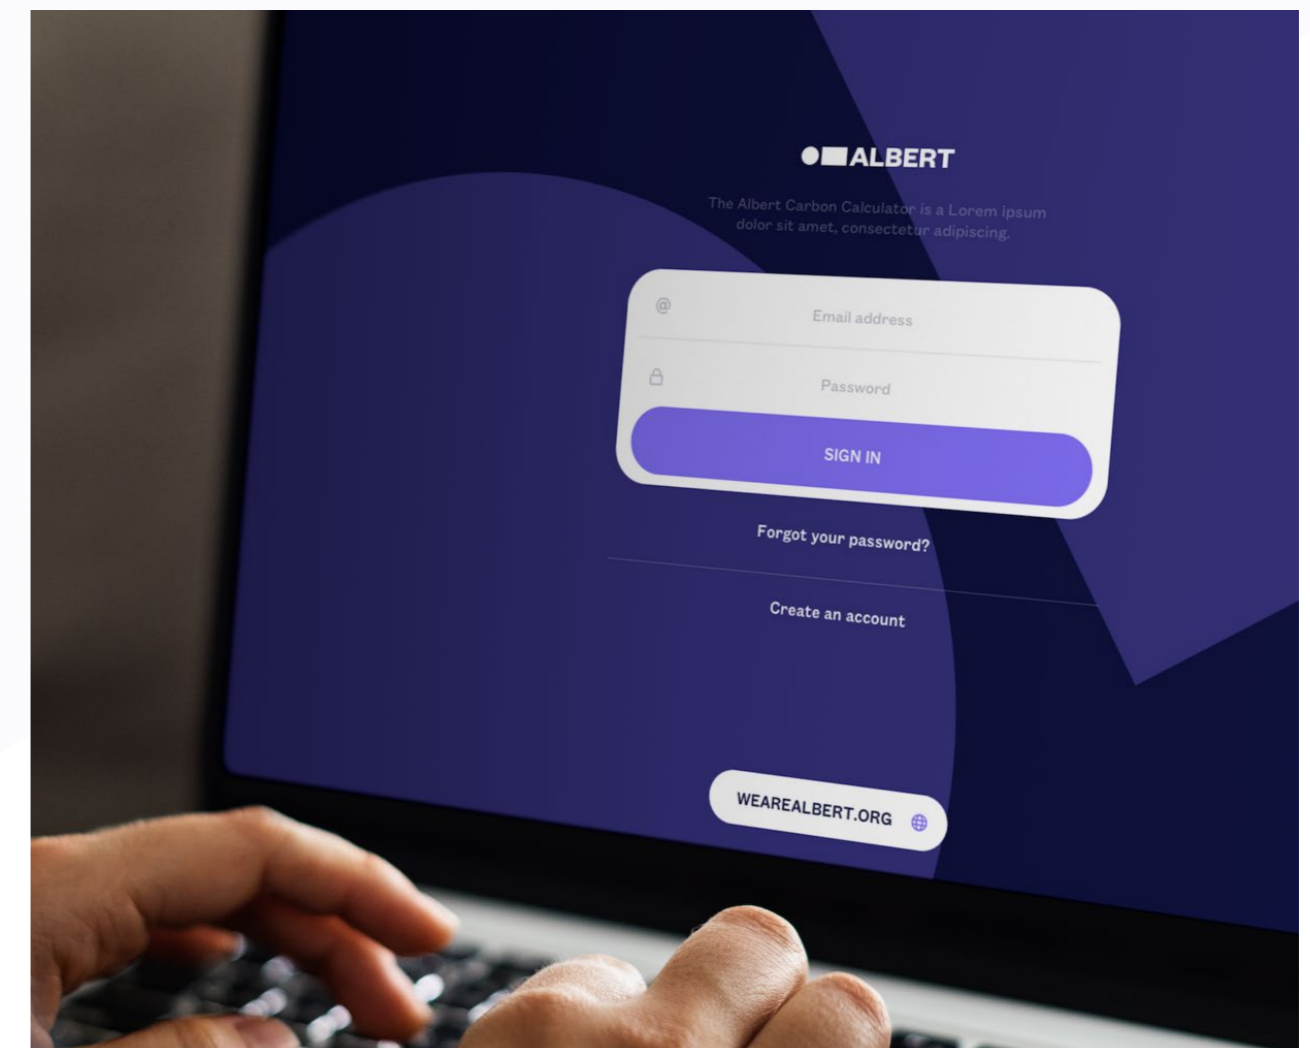 ALBERT
The Albert Carbon Calculator is a Lorem ipsum
dolor sit amet, consectetur adipiscing.
@ Email address
Password
SIGN IN
Forgot your password?
Create an account
WEAREALBERT.ORG